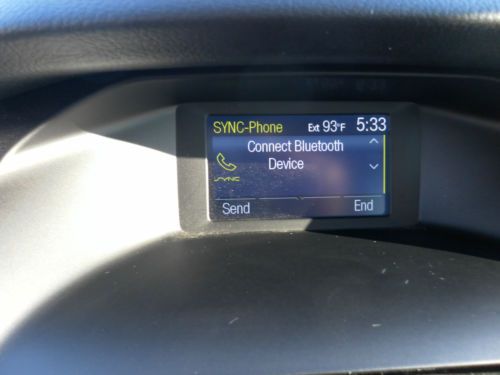 SYNC-Phone Ext 93°F 5:33
Connect Bluetooth
Device
SYNC
Send End